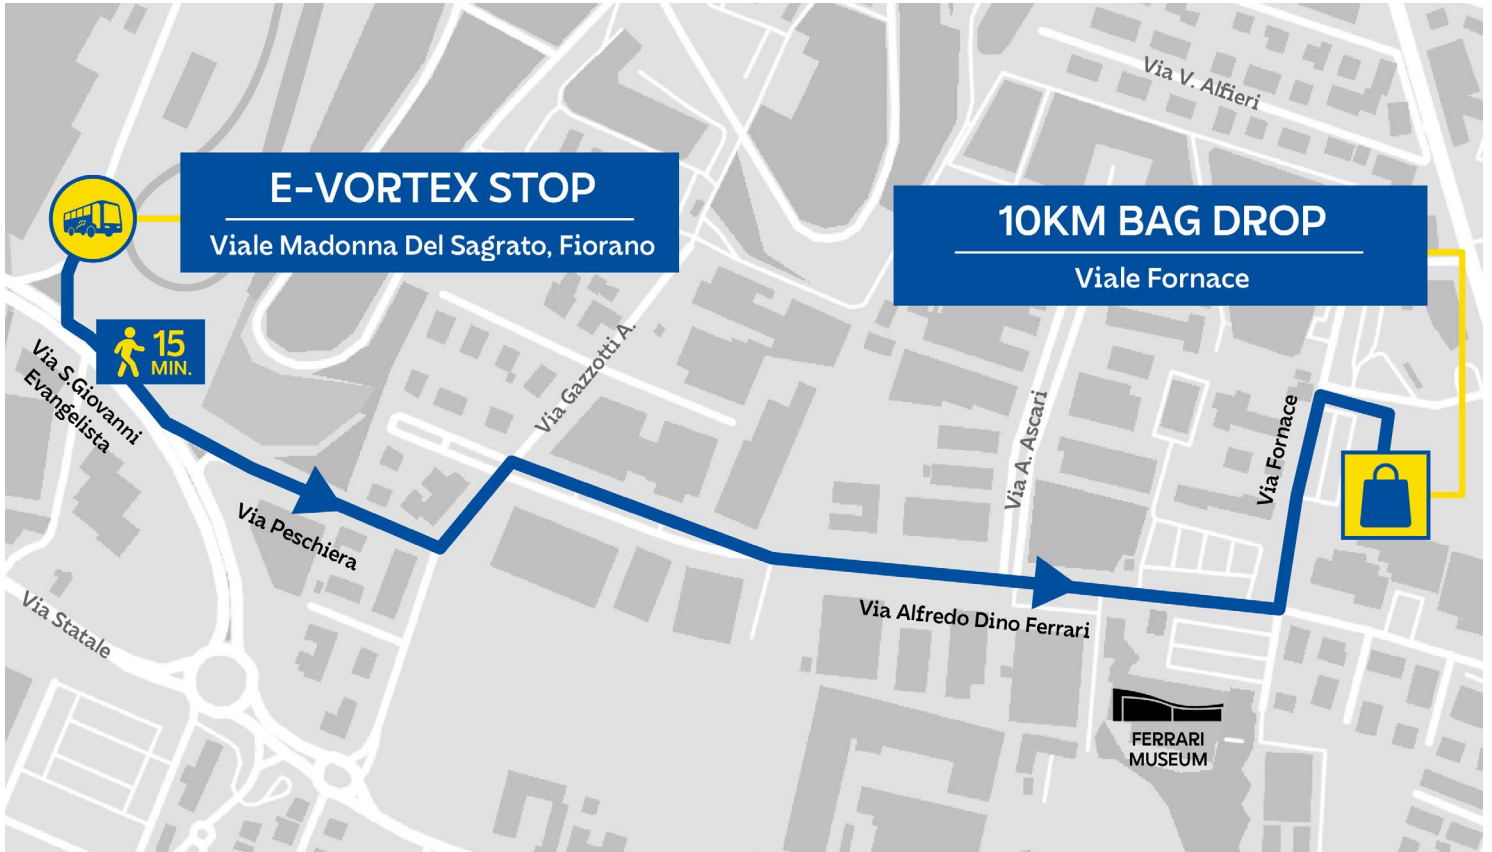 Via V. Alfieri
E-VORTEX STOP
Viale Madonna Del Sagrato, Fiorano
10KM BAG DROP
Viale Fornace
15
MIN.
Via S.Giovanni
Evangelista
Via Gazzotti A.
Via A. Ascari
Via Fornace
Via Peschiera
Via Statale
Via Alfredo Dino Ferrari
FERRARI
MUSEUM